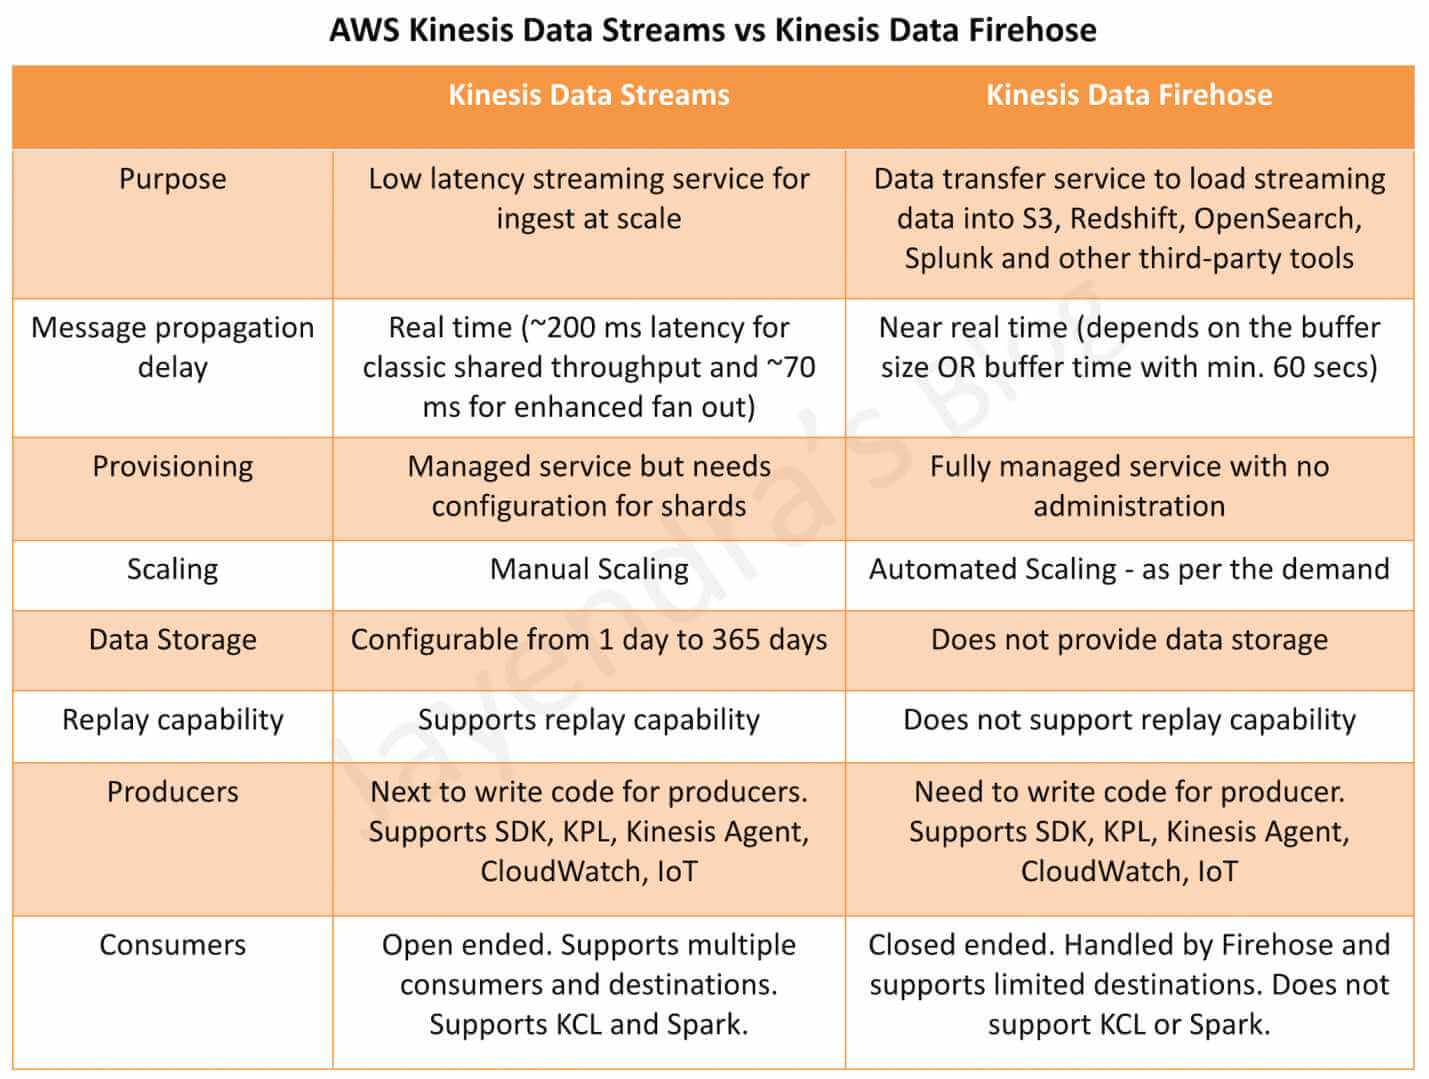 AWS Kinesis Data Streams vs Kinesis Data Firehose
Kinesis Data Streams
Kinesis Data Firehose
Purpose
Low latency streaming service for
ingest at scale
Data transfer service to load streaming
data into S3, Redshift, OpenSearch,
Splunk and other third-party tools
Message propagation
delay
Real time (~200 ms latency for
classic shared throughput and ~70
ms for enhanced fan out)
Near real time (depends on the buffer
size OR buffer time with min. 60 secs)
Provisioning
Managed service but needs
configuration for shards
Fully managed service with no
administration
Scaling
Manual Scaling
Automated Scaling - as per the demand
Data Storage
Configurable from 1 day to 365 days
Does not provide data storage
Replay capability
Supports replay capability
Does not support replay capability
Producers
Next to write code for producers.
Supports SDK, KPL, Kinesis Agent,
CloudWatch, IoT
Need to write code for producer.
Supports SDK, KPL, Kinesis Agent,
CloudWatch, IoT
Consumers
Open ended. Supports multiple
consumers and destinations.
Supports KCL and Spark.
Closed ended. Handled by Firehose and
supports limited destinations. Does not
support KCL or Spark.
Jayendra's Blog